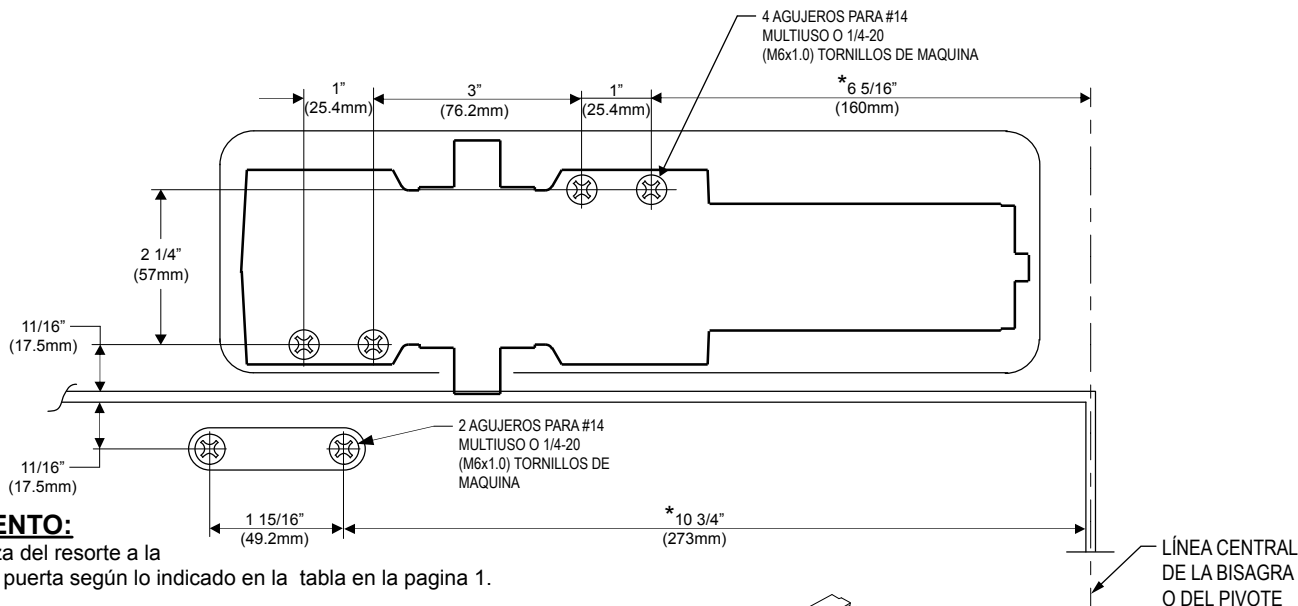 4 AGUJEROS PARA #14
MULTIUSO O 1/4-20
(M6x1.0) TORNILLOS DE MAQUINA
1”
(25.4mm)
3”
(76.2mm)
1”
(25.4mm)
*6 5/16”
(160mm)
2 1/4”
(57mm)
11/16”
(17.5mm)
11/16”
(17.5mm)
2 AGUJEROS PARA #14
MULTIUSO O 1/4-20
(M6x1.0) TORNILLOS DE
MAQUINA
1 15/16”
(49.2mm)
*10 3/4”
(273mm)
LÍNEA CENTRAL
DE LA BISAGRA
O DEL PIVOTE
ENTO:
za del resorte a la
puerta según lo indicado en la tabla en la pagina 1.